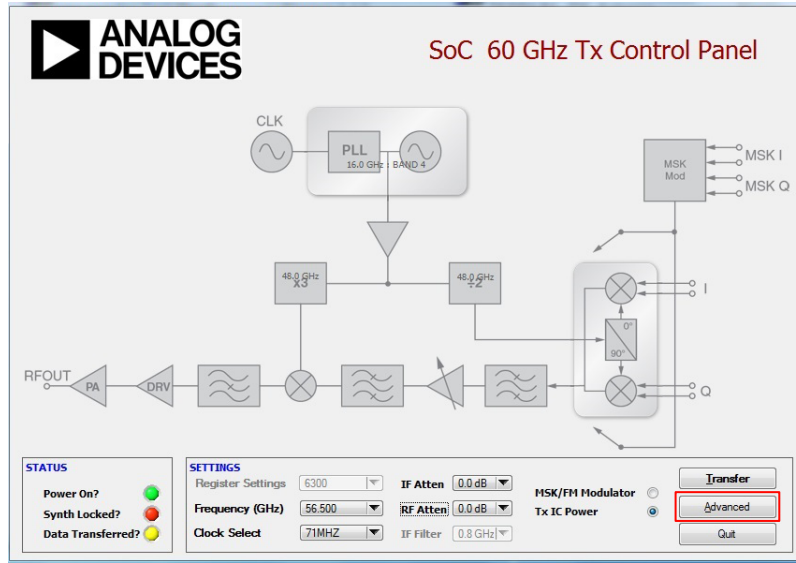 ANALOG
DEVICES
SoC 60 GHz Tx Control Panel
CLK
PLL
16.0 GHz : BAND 4
MSK
Mod
MSK I
MSK Q
48.0 GHz
x3
48.0 GHz
÷2
I
0°
90°
RFOUT
PA
DRV
Q
STATUS
Power On?
Synth Locked?
Data Transferred?
SETTINGS
Register Settings 6300
Frequency (GHz) 56.500
Clock Select 71MHZ
IF Atten 0.0 dB
RF Atten 0.0 dB
IF Filter 0.8 GHz
MSK/FM Modulator
Tx IC Power
Transfer
Advanced
Quit